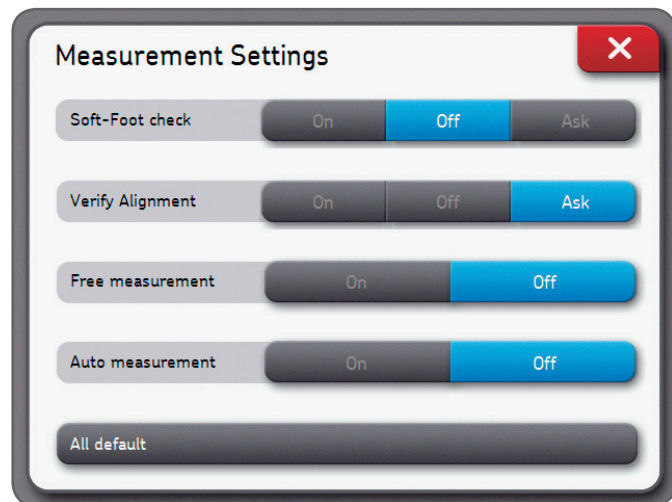 Measurement Settings
Soft-Foot check On Off Ask
Verify Alignment On Off Ask
Free measurement On Off
Auto measurement On Off
All default